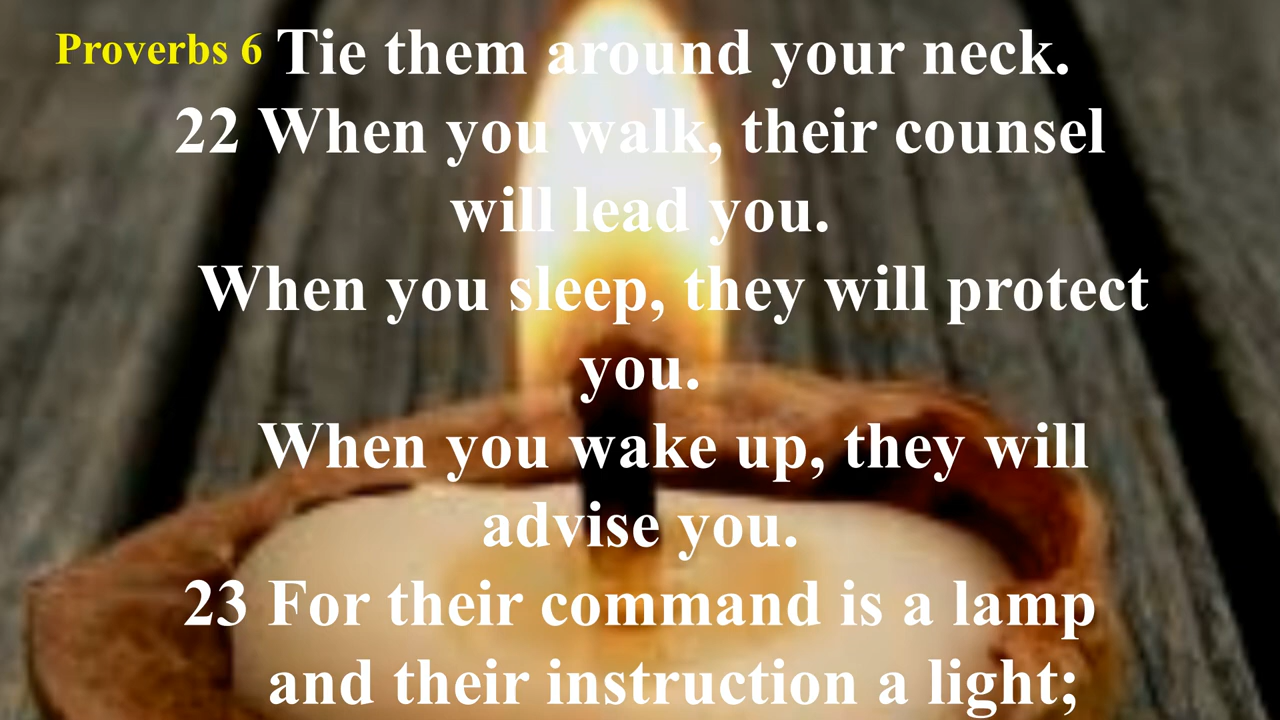 Proverbs 6 Tie them around your neck.
22 When you walk, their counsel
will lead you.
When you sleep, they will protect
you.
When you wake up, they will
advise you.
23 For their command is a lamp
and their instruction a light;